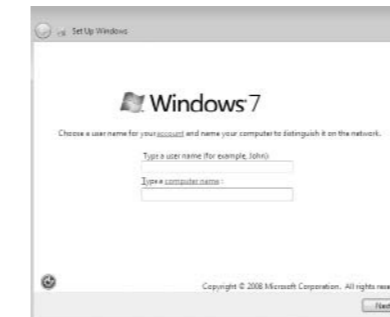 Set Up Windows
Windows 7
Choose a user name for your account and name your computer to distinguish it on the network.
Type a user name (for example, John):
Type a computer name :
Copyright © 2008 Microsoft Corporation. All rights rese
Next